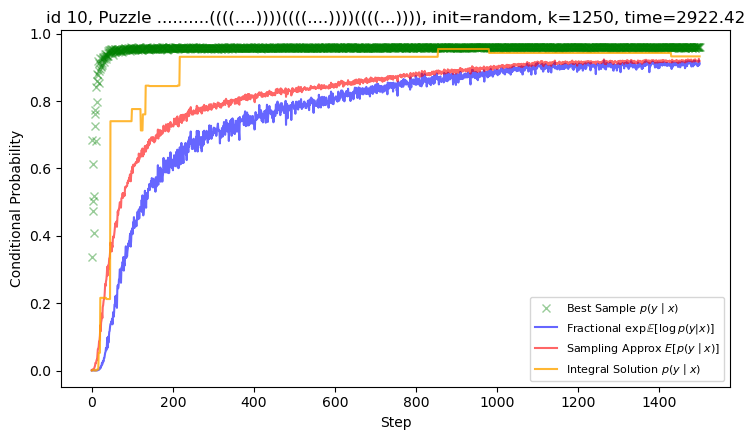 id 10, Puzzle ..........((((....))))((((....))))((((...)))), init=random, k=1250, time=2922.42
1.0
0.8
0.6
0.4
0.2
0.0
Conditional Probability
0
200
400
600
800
1000
1200
1400
Step
Best Sample p(y | x)
Fractional exp𝔼[log p(y|x)]
Sampling Approx E[p(y | x)]
Integral Solution p(y | x)